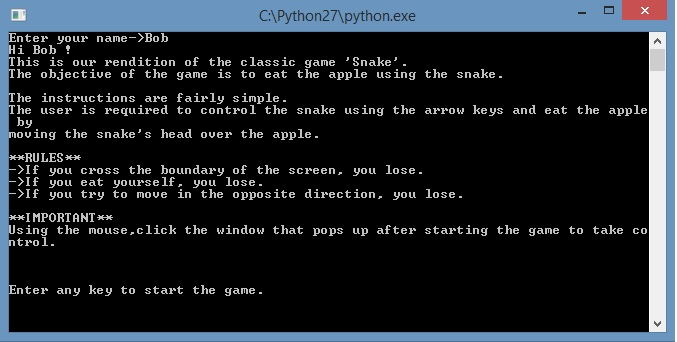 C:\Python27\python.exe
Enter your name->Bob
Hi Bob !
This is our rendition of the classic game 'Snake'.
The objective of the game is to eat the apple using the snake.
The instructions are fairly simple.
The user is required to control the snake using the arrow keys and eat the apple
 by
moving the snake's head over the apple.
**RULES**
->If you cross the boundary of the screen, you lose.
->If you eat yourself, you lose.
->If you try to move in the opposite direction, you lose.
**IMPORTANT**
Using the mouse,click the window that pops up after starting the game to take co
ntrol.
Enter any key to start the game.